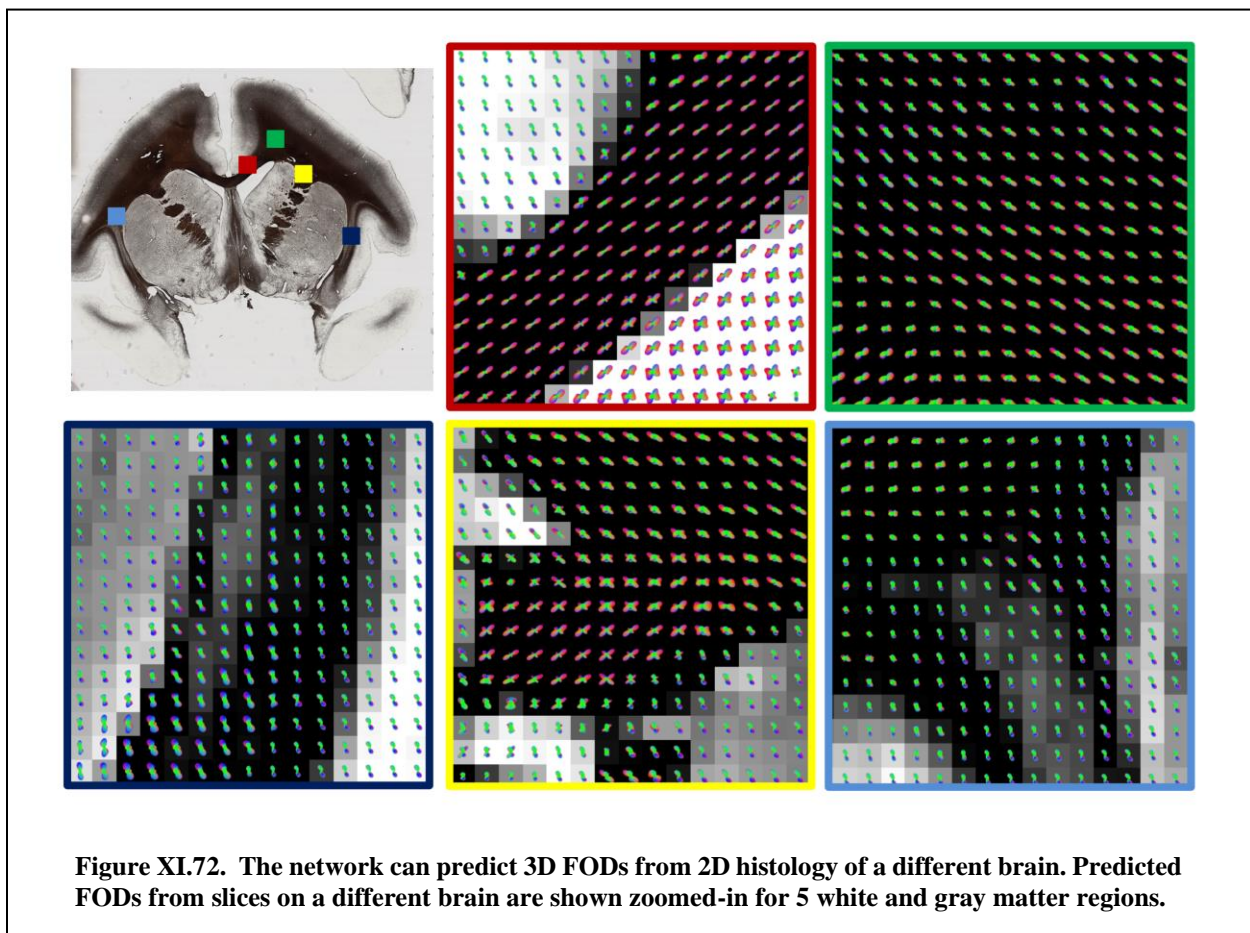 Figure XI.72. The network can predict 3D FODs from 2D histology of a different brain. Predicted
FODs from slices on a different brain are shown zoomed-in for 5 white and gray matter regions.